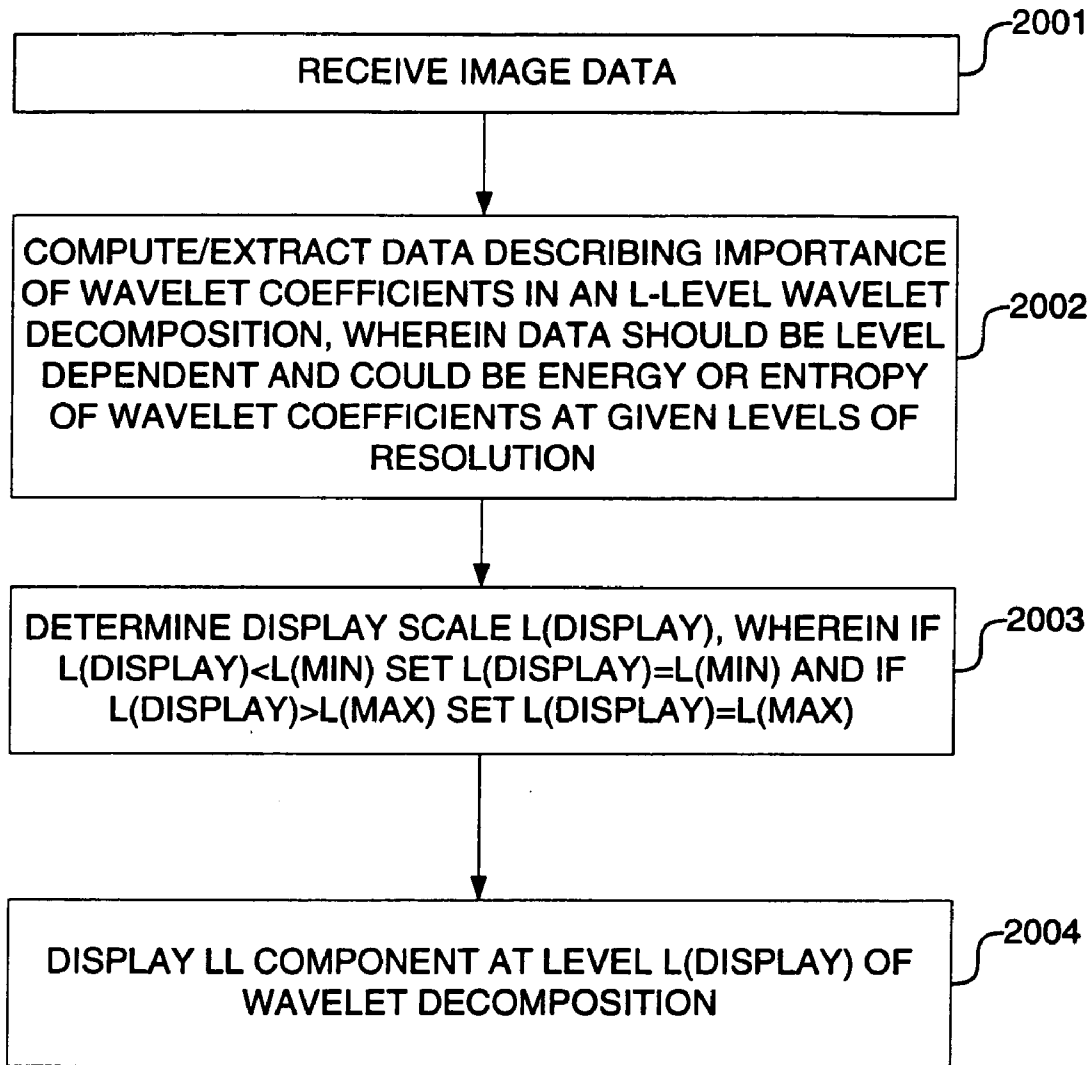 2001
RECEIVE IMAGE DATA
COMPUTE/EXTRACT DATA DESCRIBING IMPORTANCE
OF WAVELET COEFFICIENTS IN AN L-LEVEL WAVELET
DECOMPOSITION, WHEREIN DATA SHOULD BE LEVEL
DEPENDENT AND COULD BE ENERGY OR ENTROPY
OF WAVELET COEFFICIENTS AT GIVEN LEVELS OF
RESOLUTION
2002
DETERMINE DISPLAY SCALE L(DISPLAY), WHEREIN IF
L(DISPLAY)<L(MIN) SET L(DISPLAY)=L(MIN) AND IF
L(DISPLAY)>L(MAX) SET L(DISPLAY)=L(MAX)
2003
DISPLAY LL COMPONENT AT LEVEL L(DISPLAY) OF
WAVELET DECOMPOSITION
2004